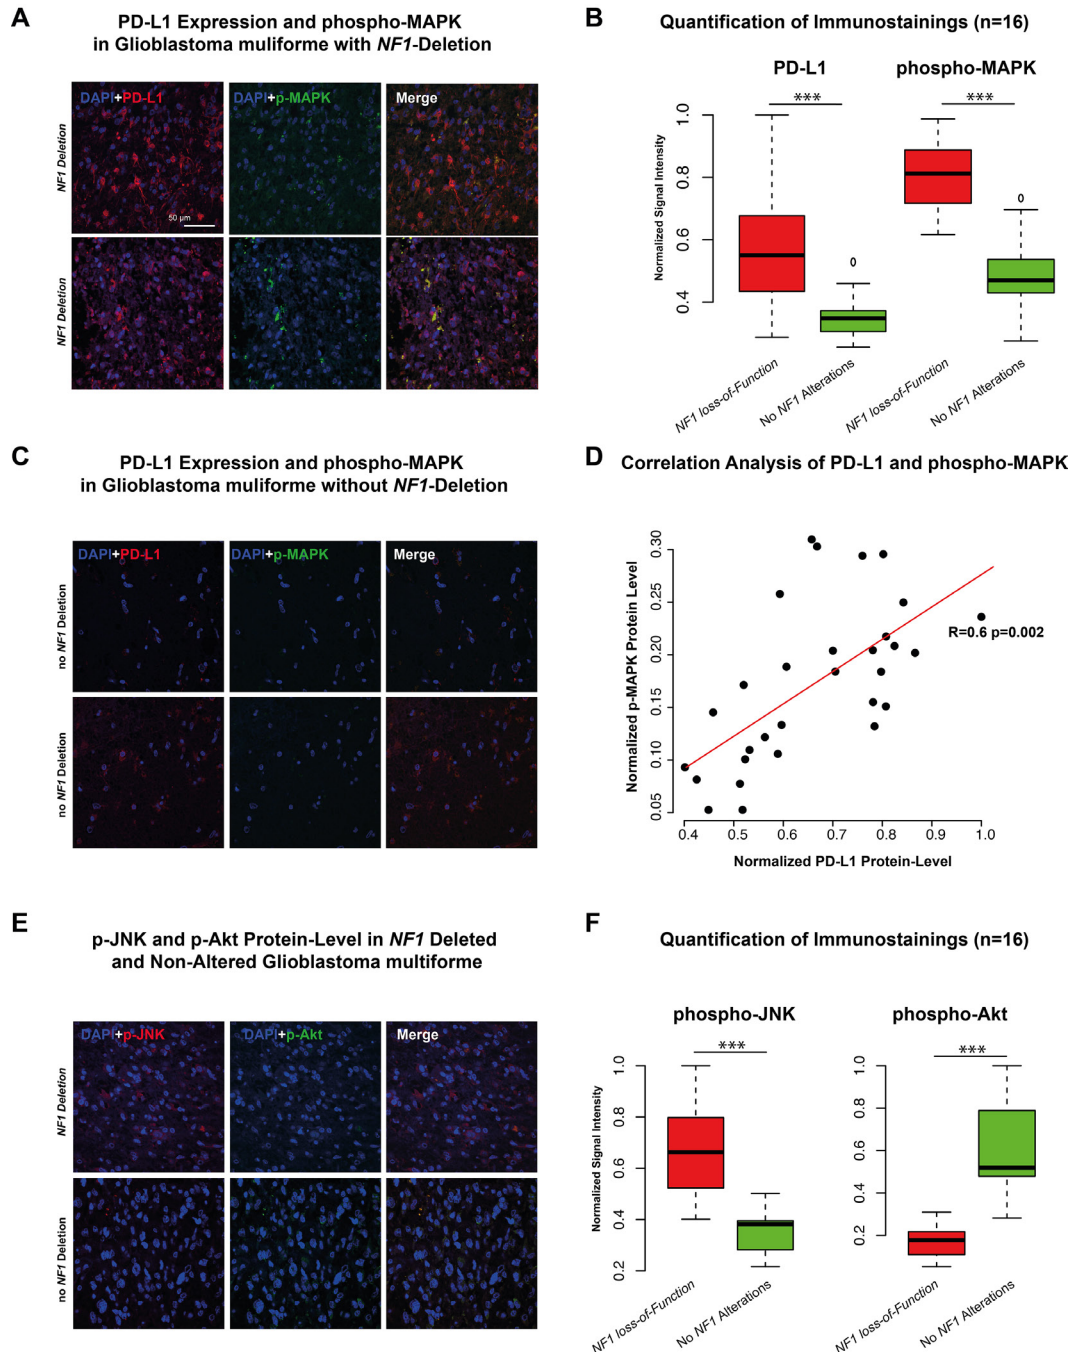 A
PD-L1 Expression and phospho-MAPK
in Glioblastoma muliforme with NF1-Deletion
DAPI+PD-L1
DAPI+p-MAPK
Merge
NF1 Deletion
50 µm
NF1 Deletion
B
Quantification of Immunostainings (n=16)
PD-L1
phospho-MAPK
***
***
Normalized Signal Intensity
1.0
0.8
0.6
0.4
NF1 loss-of-Function
No NF1 Alterations
NF1 loss-of-Function
No NF1 Alterations
C
PD-L1 Expression and phospho-MAPK
in Glioblastoma muliforme without NF1-Deletion
DAPI+PD-L1
DAPI+p-MAPK
Merge
no NF1 Deletion
no NF1 Deletion
D
Correlation Analysis of PD-L1 and phospho-MAPK
Normalized p-MAPK Protein Level
0.30
0.25
0.20
0.15
0.10
0.05
R=0.6 p=0.002
0.4 0.5 0.6 0.7 0.8 0.9 1.0
Normalized PD-L1 Protein-Level
E
p-JNK and p-Akt Protein-Level in NF1 Deleted
and Non-Altered Glioblastoma multiforme
DAPI+p-JNK
DAPI+p-Akt
Merge
NF1 Deletion
no NF1 Deletion
F
Quantification of Immunostainings (n=16)
phospho-JNK
phospho-Akt
***
***
Normalized Signal Intensity
1.0
0.8
0.6
0.4
0.2
1.0
0.8
0.6
0.4
0.2
NF1 loss-of-Function
No NF1 Alterations
NF1 loss-of-Function
No NF1 Alterations